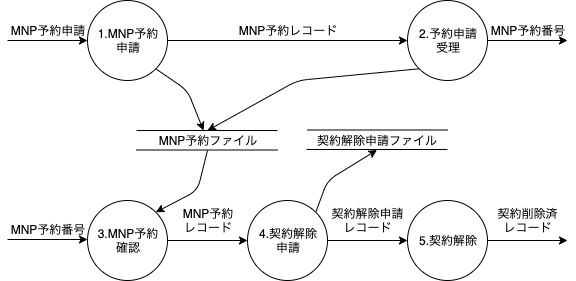 MNP予約申請
1.MNP予約
申請
MNP予約レコード
2.予約申請
受理
MNP予約番号
MNP予約ファイル
契約解除申請ファイル
MNP予約番号
3.MNP予約
確認
MNP予約
レコード
4.契約解除
申請
契約解除申請
レコード
5.契約解除
契約削除済
レコード